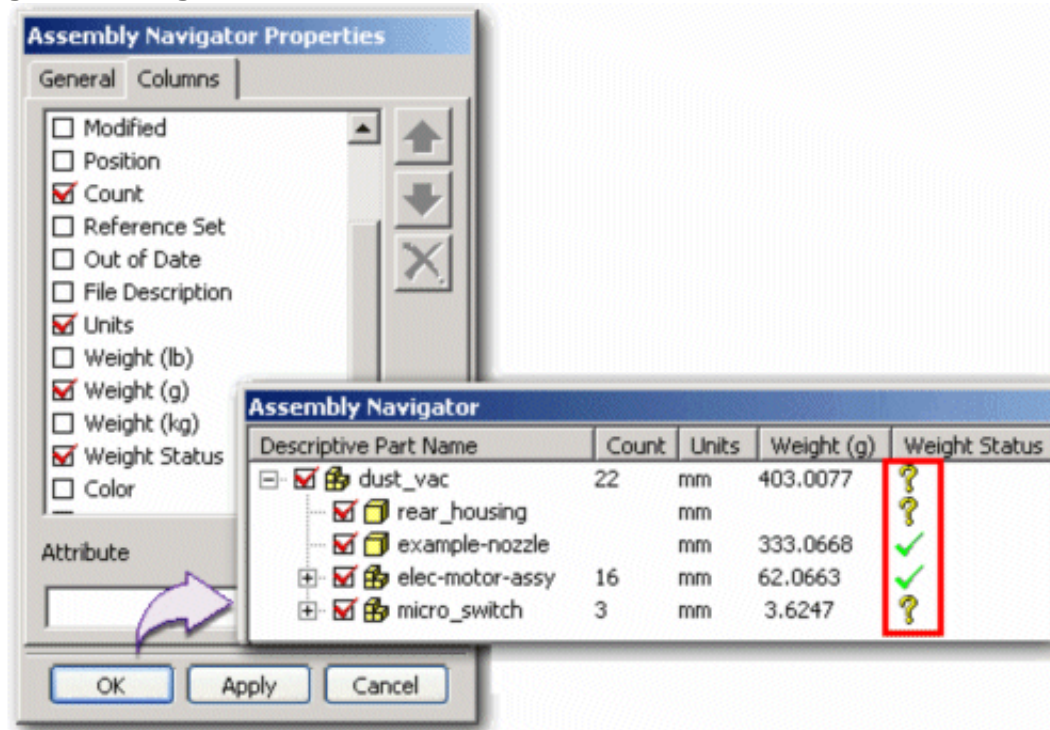 Assembly Navigator Properties
General Columns
Modified
Position
Count
Reference Set
Out of Date
File Description
Units
Weight (lb)
Weight (g)
Weight (kg)
Weight Status
Color
Attribute
OK Apply Cancel
Assembly Navigator
Descriptive Part Name Count Units Weight (g) Weight Status
dust_vac 22 mm 403.0077 ?
rear_housing mm ?
example-nozzle mm 333.0668
elec-motor-assy 16 mm 62.0663
micro_switch 3 mm 3.6247 ?